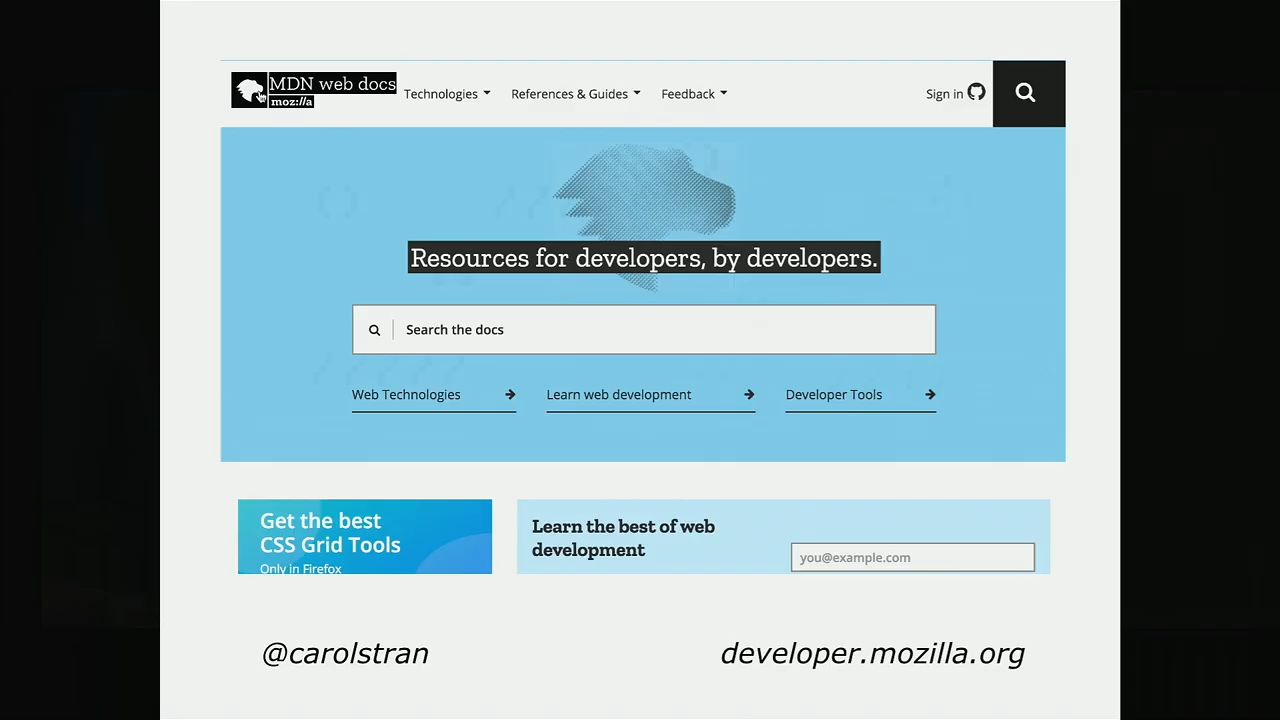 MDN web docs
moz://a
Technologies
References & Guides
Feedback
Sign in
Resources for developers, by developers.
Search the docs
Web Technologies
Learn web development
Developer Tools
Get the best
CSS Grid Tools
Only in Firefox
Learn the best of web
development
you@example.com
@carolstran
developer.mozilla.org